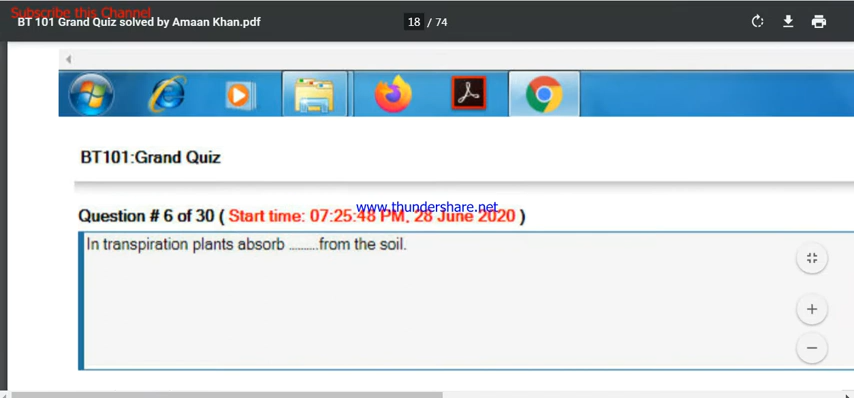 Subscribe this Channel
BT 101 Grand Quiz solved by Amaan Khan.pdf
18 / 74
BT101:Grand Quiz
www.thundershare.net
Question # 6 of 30 ( Start time: 07:25:48 PM, 28 June 2020 )
In transpiration plants absorb .........from the soil.